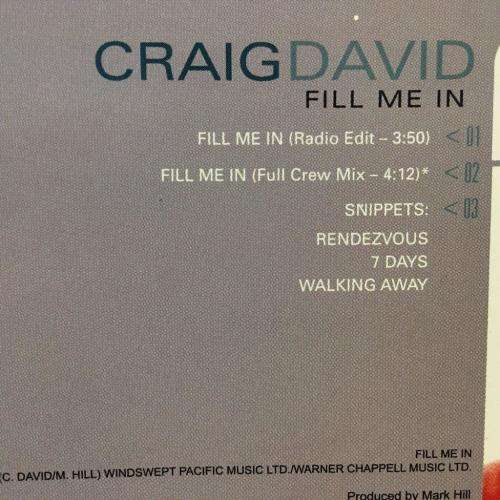 CRAIGDAVID
FILL ME IN
FILL ME IN (Radio Edit – 3:50) < 01
FILL ME IN (Full Crew Mix – 4:12)* < 02
SNIPPETS: < 03
RENDEZVOUS
7 DAYS
WALKING AWAY
FILL ME IN
(C. DAVID/M. HILL) WINDSWEPT PACIFIC MUSIC LTD./WARNER CHAPPELL MUSIC LTD.
Produced by Mark Hill